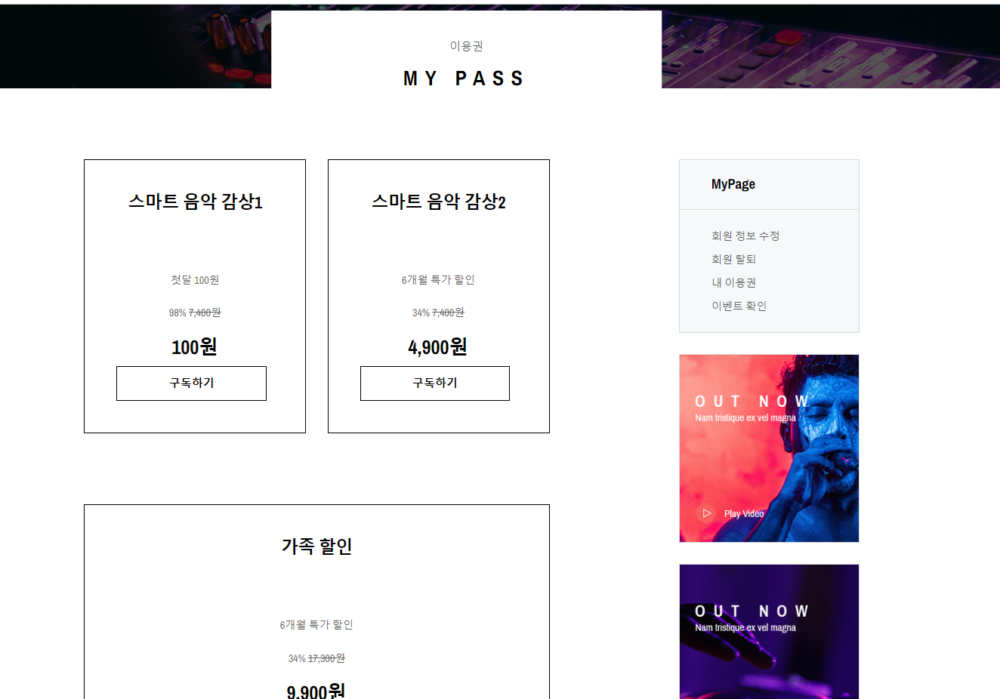 이용권
MY PASS
스마트 음악 감상1
첫달 100원
98% 7,400원
100원
구독하기
스마트 음악 감상2
6개월 특가 할인
34% 7,400원
4,900원
구독하기
가족 할인
6개월 특가 할인
34% 17,300원
9,900원
MyPage
회원 정보 수정
회원 탈퇴
내 이용권
이벤트 확인
OUT NOW
Nam tristique ex vel magna
Play Video
OUT NOW
Nam tristique ex vel magna